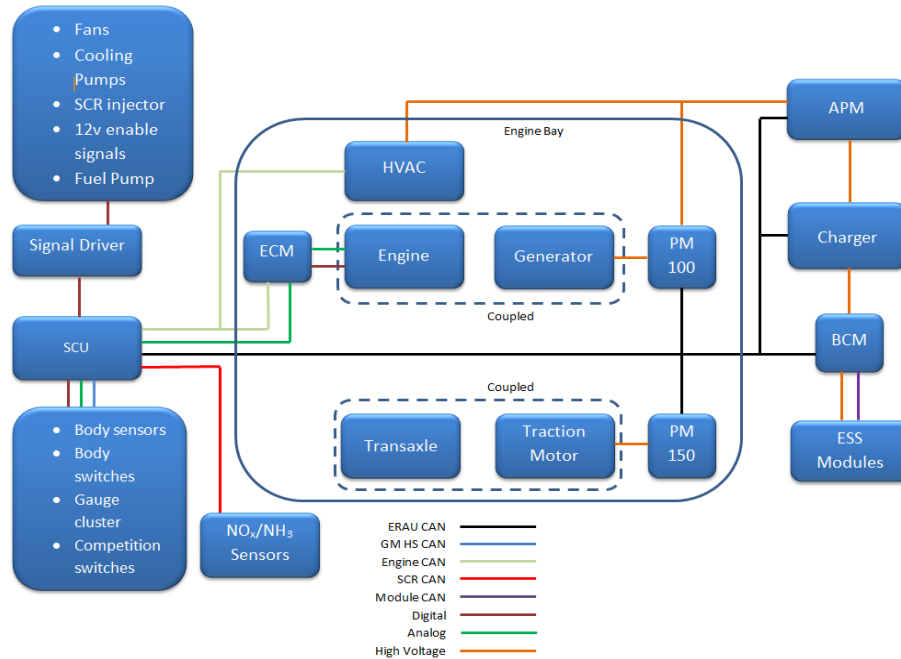 Fans
Cooling
Pumps
SCR injector
12v enable
signals
Fuel Pump
Signal Driver
SCU
Body sensors
Body
switches
Gauge
cluster
Competition
switches
NOₓ/NH₃
Sensors
Engine Bay
HVAC
ECM
Engine
Generator
PM
100
Coupled
Coupled
Transaxle
Traction
Motor
PM
150
APM
Charger
BCM
ESS
Modules
ERAU CAN
GM HS CAN
Engine CAN
SCR CAN
Module CAN
Digital
Analog
High Voltage